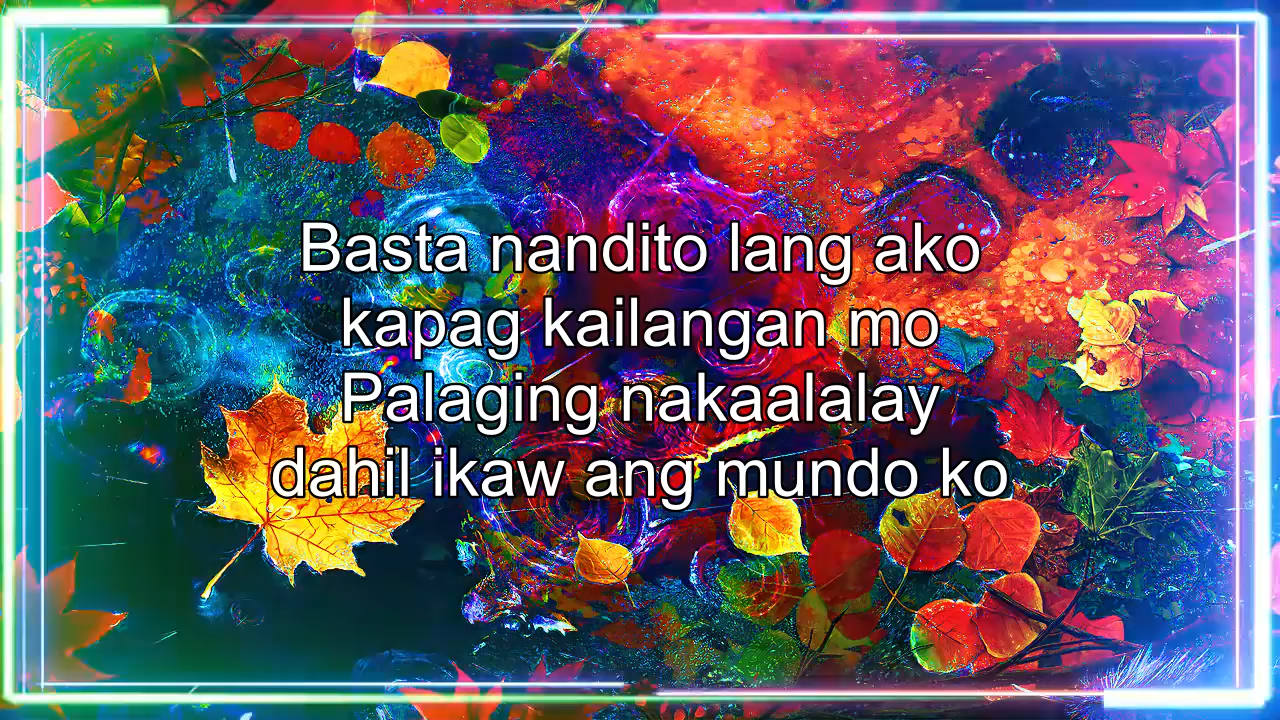 Basta nandito lang ako
kapag kailangan mo
Palaging nakaalalay
dahil ikaw ang mundo ko